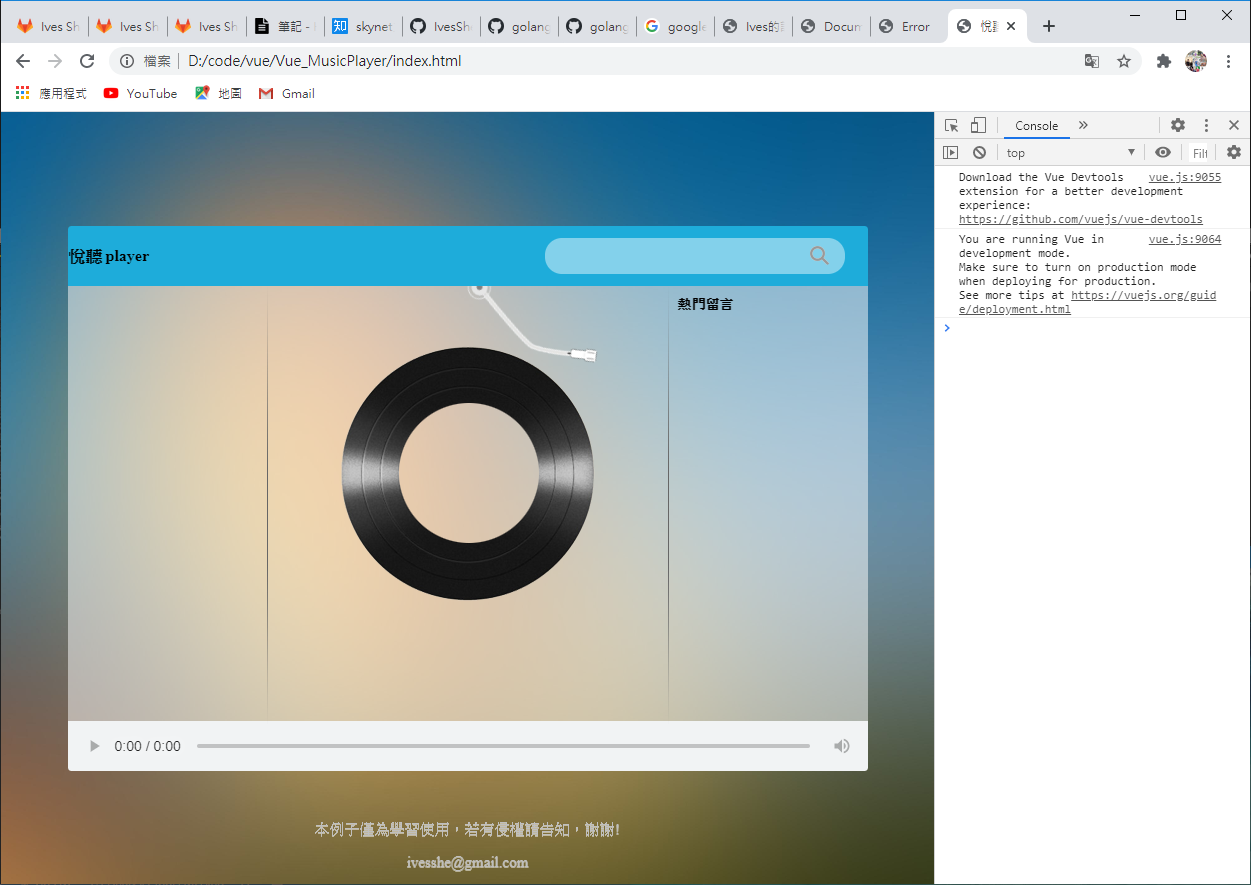 Ives Sh
Ives Sh
Ives Sh
筆記 -
知 skynet
IvesShe
golang
golang
google
Ives的
Docum
Error
悅
檔案 D:/code/vue/Vue_MusicPlayer/index.html
應用程式 YouTube 地圖 Gmail
Console
top
Filt
Download the Vue Devtools vue.js:9055
extension for a better development
experience:
https://github.com/vuejs/vue-devtools
You are running Vue in vue.js:9064
development mode.
Make sure to turn on production mode
when deploying for production.
See more tips at https://vuejs.org/guid
e/deployment.html
悅聽 player
熱門留言
0:00 / 0:00
本例子僅為學習使用，若有侵權請告知，謝謝!
ivesshe@gmail.com